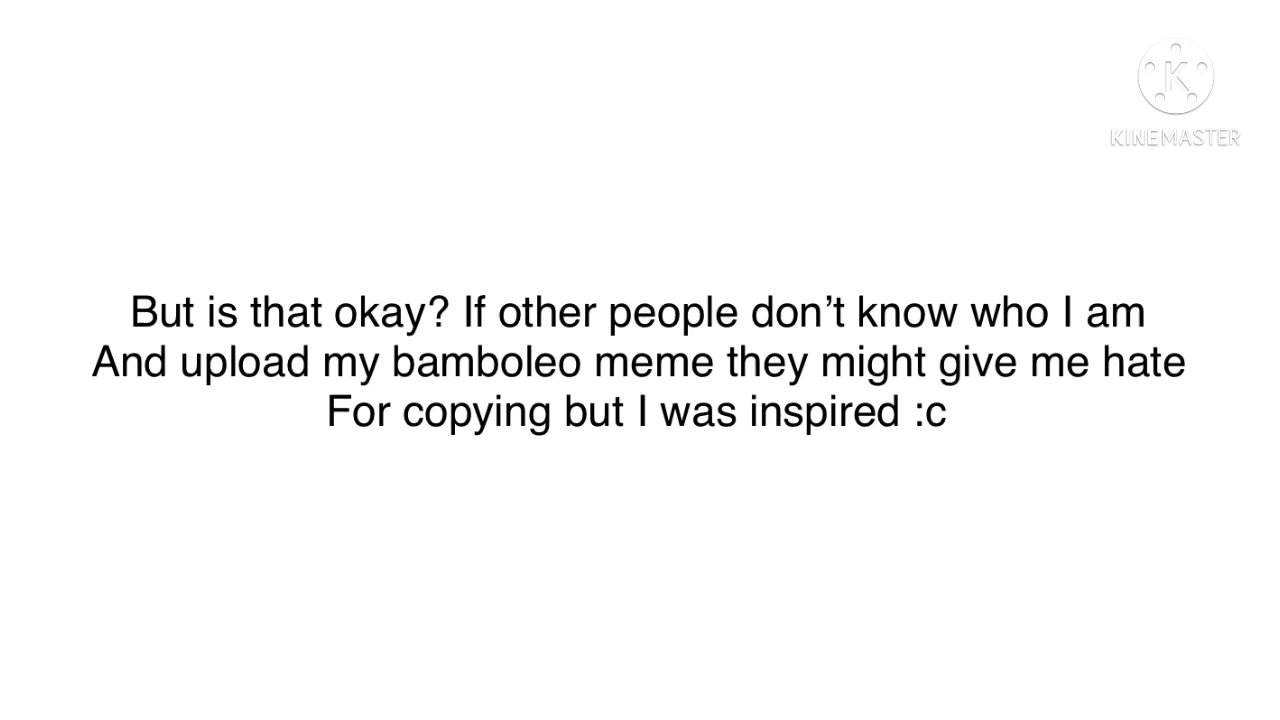 KINEMASTER
But is that okay? If other people don’t know who I am
And upload my bamboleo meme they might give me hate
For copying but I was inspired :c